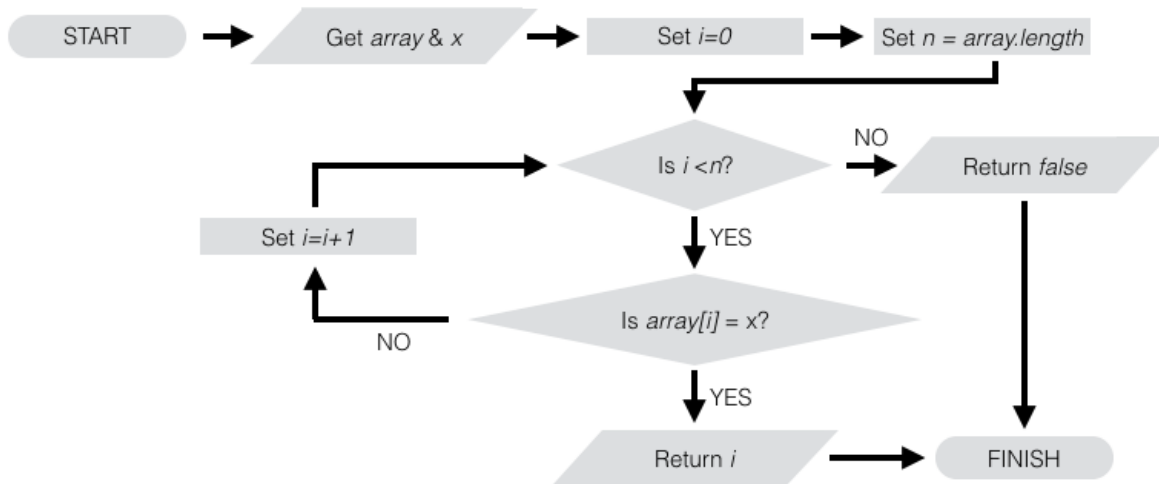 START
Get array & x
Set i=0
Set n = array.length
Is i <n?
NO
Return false
Set i=i+1
YES
Is array[i] = x?
NO
YES
Return i
FINISH